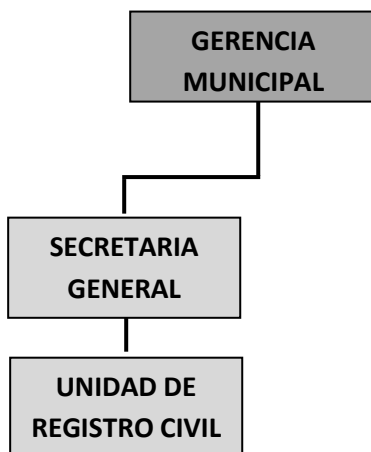 GERENCIA
MUNICIPAL
SECRETARIA
GENERAL
UNIDAD DE
REGISTRO CIVIL